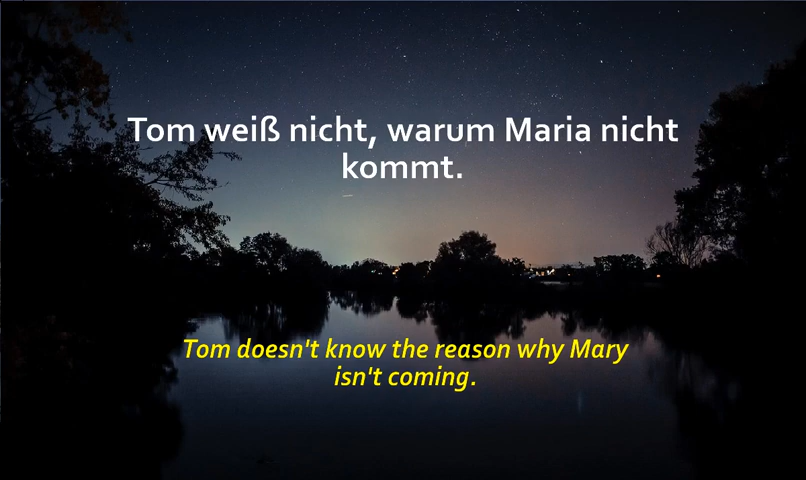 Tom weiß nicht, warum Maria nicht
kommt.
Tom doesn't know the reason why Mary
isn't coming.